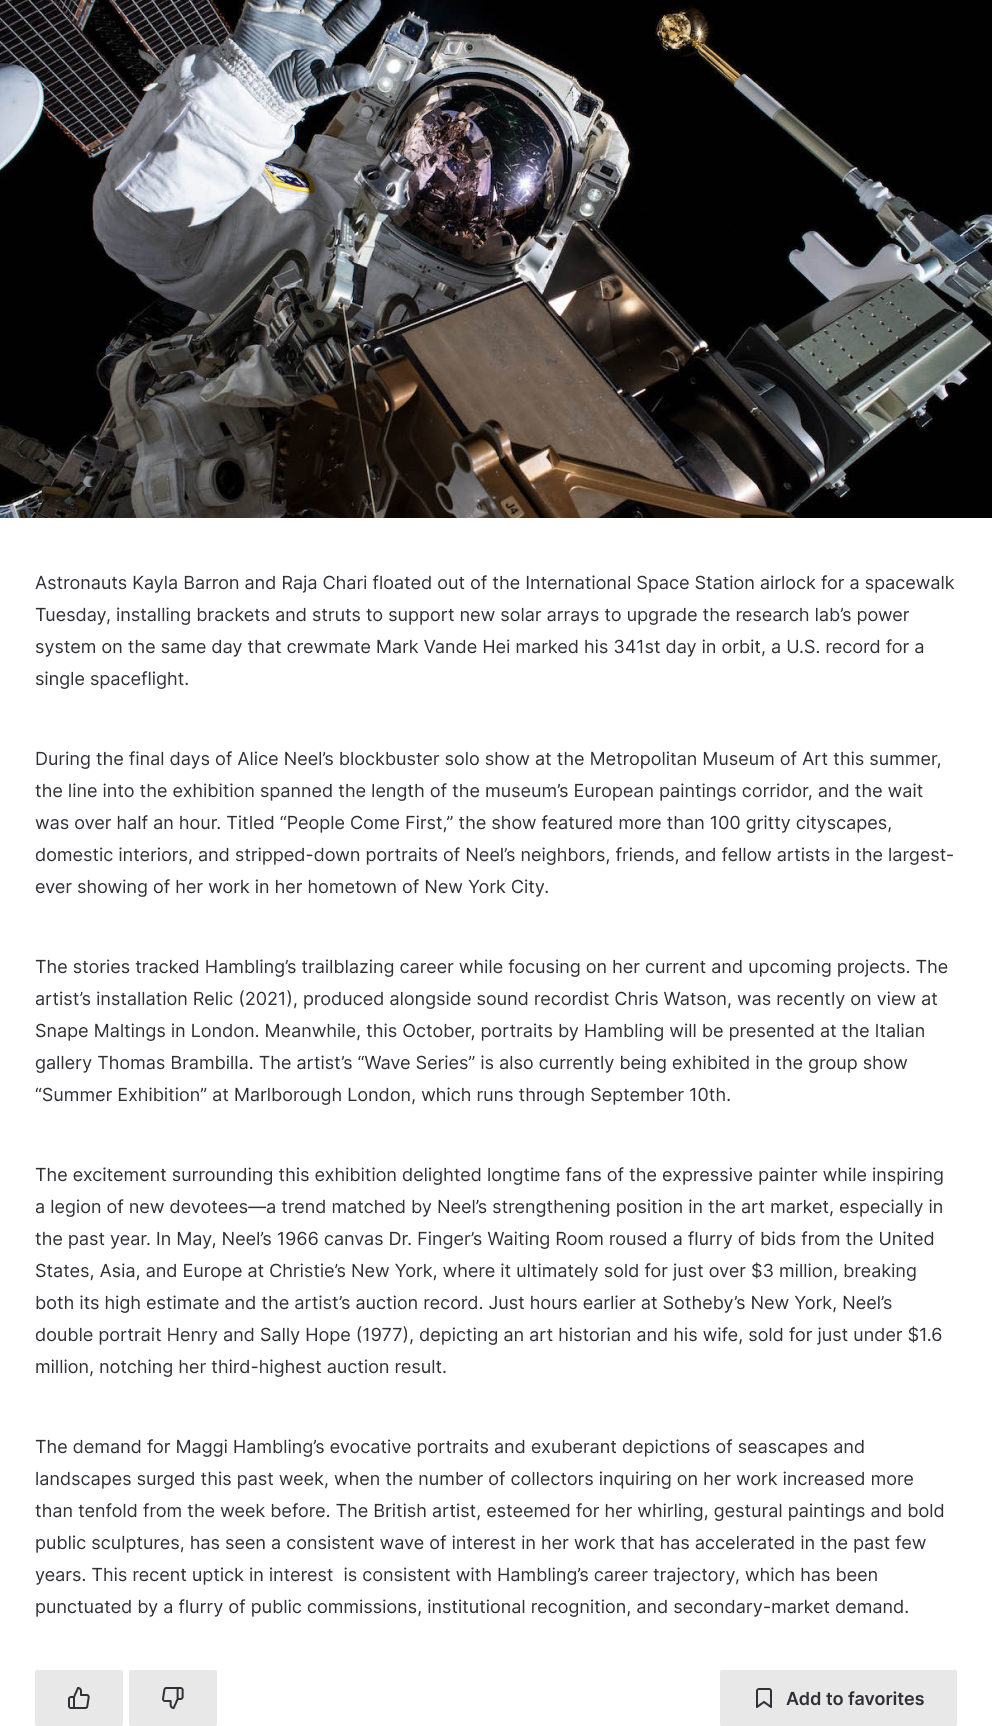 J4
Astronauts Kayla Barron and Raja Chari floated out of the International Space Station airlock for a spacewalk
Tuesday, installing brackets and struts to support new solar arrays to upgrade the research lab’s power
system on the same day that crewmate Mark Vande Hei marked his 341st day in orbit, a U.S. record for a
single spaceflight.
During the final days of Alice Neel’s blockbuster solo show at the Metropolitan Museum of Art this summer,
the line into the exhibition spanned the length of the museum’s European paintings corridor, and the wait
was over half an hour. Titled “People Come First,” the show featured more than 100 gritty cityscapes,
domestic interiors, and stripped-down portraits of Neel’s neighbors, friends, and fellow artists in the largest-
ever showing of her work in her hometown of New York City.
The stories tracked Hambling’s trailblazing career while focusing on her current and upcoming projects. The
artist’s installation Relic (2021), produced alongside sound recordist Chris Watson, was recently on view at
Snape Maltings in London. Meanwhile, this October, portraits by Hambling will be presented at the Italian
gallery Thomas Brambilla. The artist’s “Wave Series” is also currently being exhibited in the group show
“Summer Exhibition” at Marlborough London, which runs through September 10th.
The excitement surrounding this exhibition delighted longtime fans of the expressive painter while inspiring
a legion of new devotees—a trend matched by Neel’s strengthening position in the art market, especially in
the past year. In May, Neel’s 1966 canvas Dr. Finger’s Waiting Room roused a flurry of bids from the United
States, Asia, and Europe at Christie’s New York, where it ultimately sold for just over $3 million, breaking
both its high estimate and the artist’s auction record. Just hours earlier at Sotheby’s New York, Neel’s
double portrait Henry and Sally Hope (1977), depicting an art historian and his wife, sold for just under $1.6
million, notching her third-highest auction result.
The demand for Maggi Hambling’s evocative portraits and exuberant depictions of seascapes and
landscapes surged this past week, when the number of collectors inquiring on her work increased more
than tenfold from the week before. The British artist, esteemed for her whirling, gestural paintings and bold
public sculptures, has seen a consistent wave of interest in her work that has accelerated in the past few
years. This recent uptick in interest  is consistent with Hambling’s career trajectory, which has been
punctuated by a flurry of public commissions, institutional recognition, and secondary-market demand.
Add to favorites